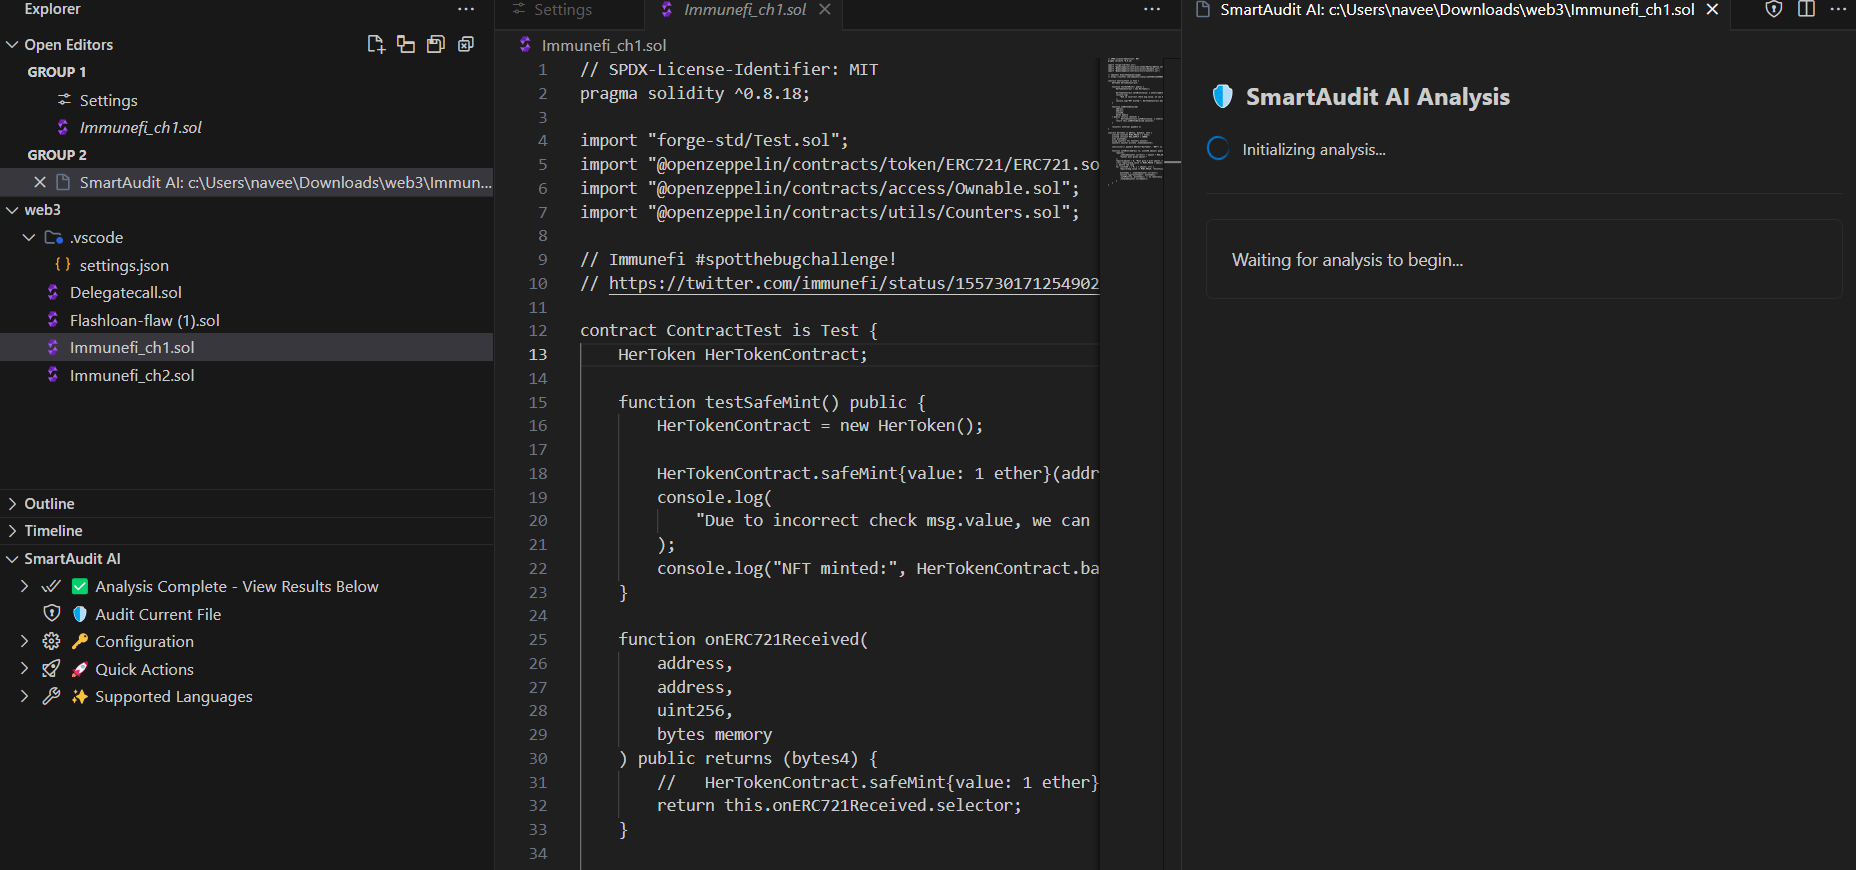 Explorer
Open Editors
GROUP 1
Settings
Immunefi_ch1.sol
GROUP 2
SmartAudit AI: c:\Users\navee\Downloads\web3\Immun...
web3
.vscode
{} settings.json
Delegatecall.sol
Flashloan-flaw (1).sol
Immunefi_ch1.sol
Immunefi_ch2.sol
Outline
Timeline
SmartAudit AI
Analysis Complete - View Results Below
Audit Current File
Configuration
Quick Actions
Supported Languages
Settings
Immunefi_ch1.sol
Immunefi_ch1.sol
1 // SPDX-License-Identifier: MIT
2 pragma solidity ^0.8.18;
3
4 import "forge-std/Test.sol";
5 import "@openzeppelin/contracts/token/ERC721/ERC721.so
6 import "@openzeppelin/contracts/access/Ownable.sol";
7 import "@openzeppelin/contracts/utils/Counters.sol";
8
9 // Immunefi #spotthebugchallenge!
10 // https://twitter.com/immunefi/status/155730171254902
11
12 contract ContractTest is Test {
13     HerToken HerTokenContract;
14
15     function testSafeMint() public {
16         HerTokenContract = new HerToken();
17
18         HerTokenContract.safeMint{value: 1 ether}(addr
19         console.log(
20             "Due to incorrect check msg.value, we can
21         );
22         console.log("NFT minted:", HerTokenContract.ba
23     }
24
25     function onERC721Received(
26         address,
27         address,
28         uint256,
29         bytes memory
30     ) public returns (bytes4) {
31         //   HerTokenContract.safeMint{value: 1 ether}
32         return this.onERC721Received.selector;
33     }
34
SmartAudit AI: c:\Users\navee\Downloads\web3\Immunefi_ch1.sol
SmartAudit AI Analysis
Initializing analysis...
Waiting for analysis to begin...